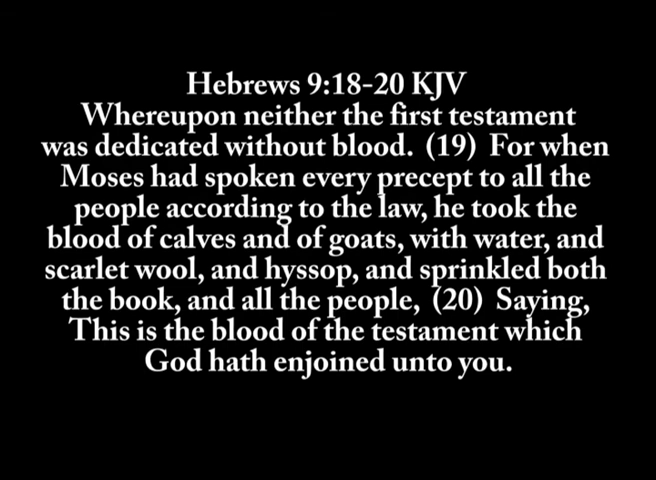 Hebrews 9:18-20 KJV
Whereupon neither the first testament
was dedicated without blood. (19) For when
Moses had spoken every precept to all the
people according to the law, he took the
blood of calves and of goats, with water, and
scarlet wool, and hyssop, and sprinkled both
the book, and all the people, (20) Saying,
This is the blood of the testament which
God hath enjoined unto you.